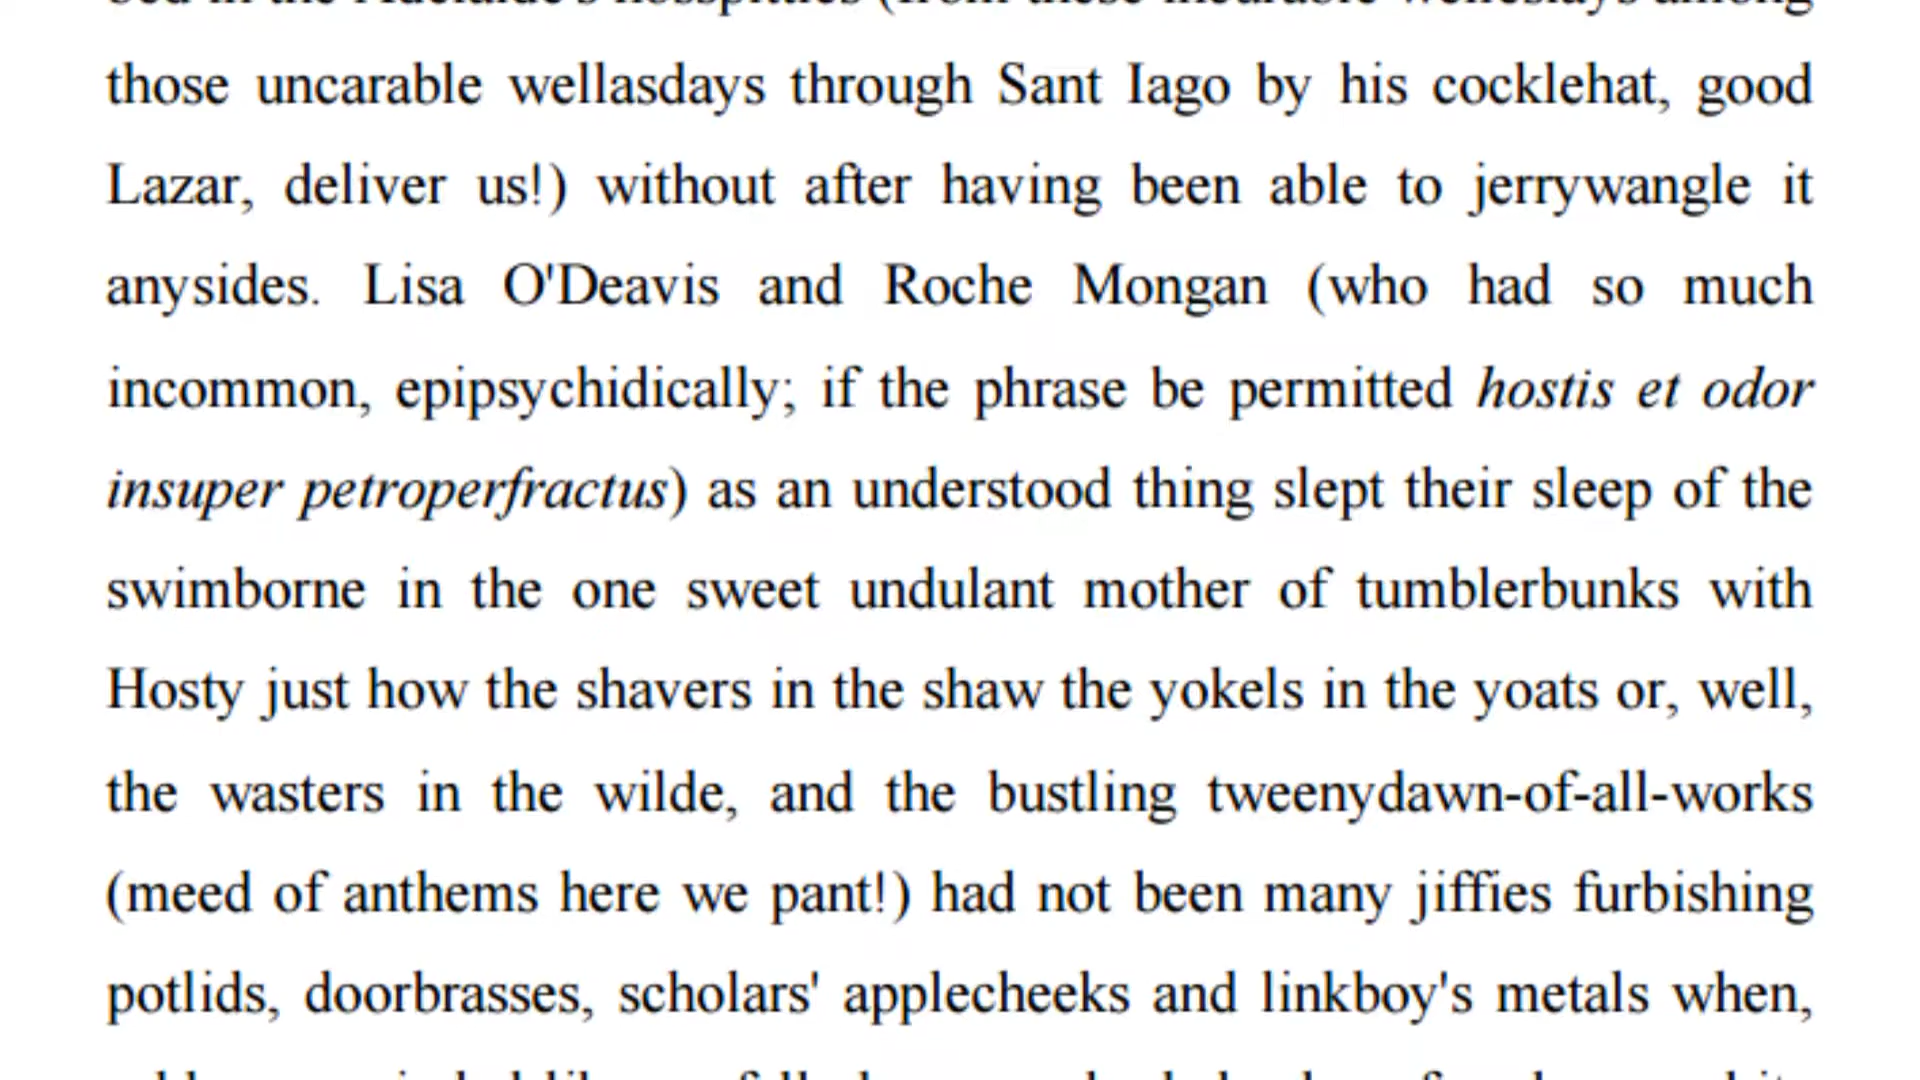 those uncarable wellasdays through Sant Iago by his cocklehat, good
Lazar, deliver us!) without after having been able to jerrywangle it
anysides. Lisa O'Deavis and Roche Mongan (who had so much
incommon, epipsychidically; if the phrase be permitted hostis et odor
insuper petroperfractus) as an understood thing slept their sleep of the
swimborne in the one sweet undulant mother of tumblerbunks with
Hosty just how the shavers in the shaw the yokels in the yoats or, well,
the wasters in the wilde, and the bustling tweenydawn-of-all-works
(meed of anthems here we pant!) had not been many jiffies furbishing
potlids, doorbrasses, scholars' applecheeks and linkboy's metals when,